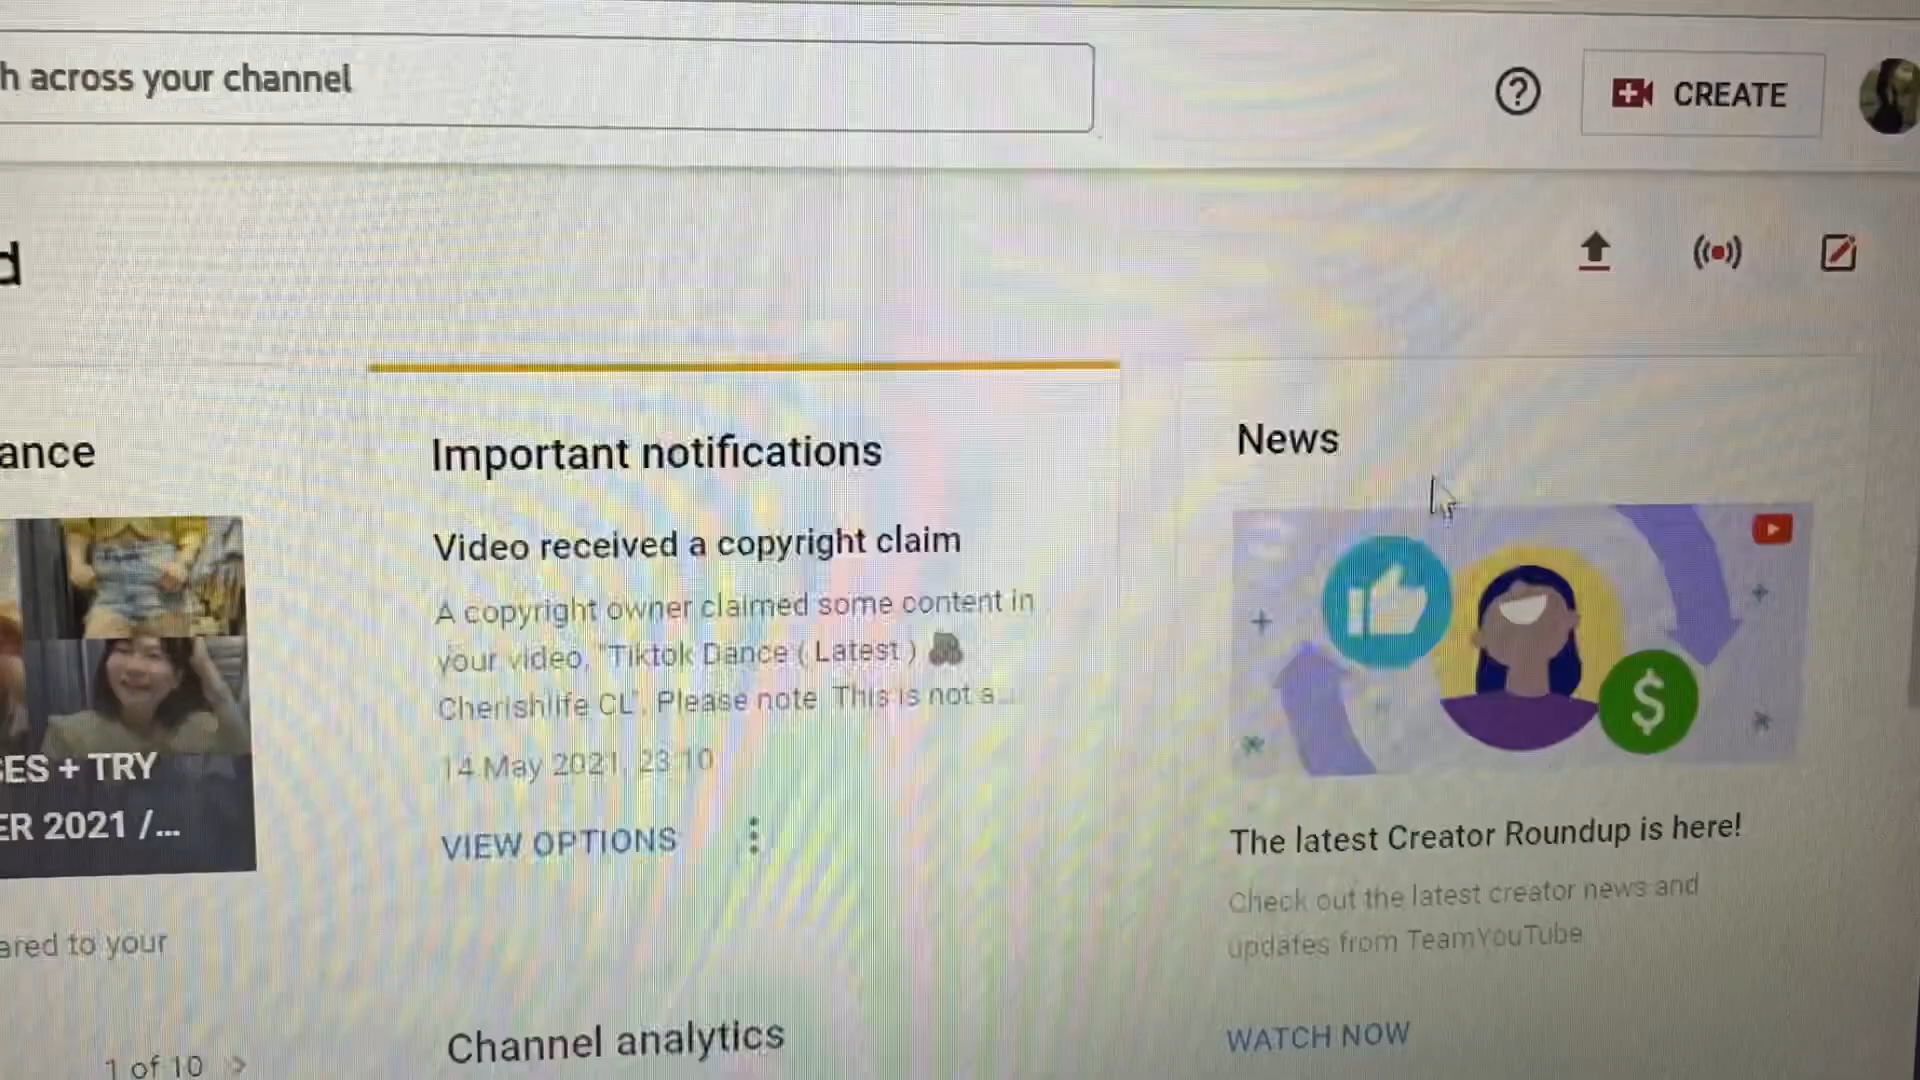 h across your channel
CREATE
d
ance
ES + TRY
ER 2021 /...
ared to your
1 of 10 >
Important notifications
Video received a copyright claim
A copyright owner claimed some content in
your video, "Tiktok Dance ( Latest )
Cherishlife CL". Please note This is not a...
14 May 2021, 23:10
VIEW OPTIONS
Channel analytics
News
$
The latest Creator Roundup is here!
Check out the latest creator news and
updates from TeamYouTube
WATCH NOW